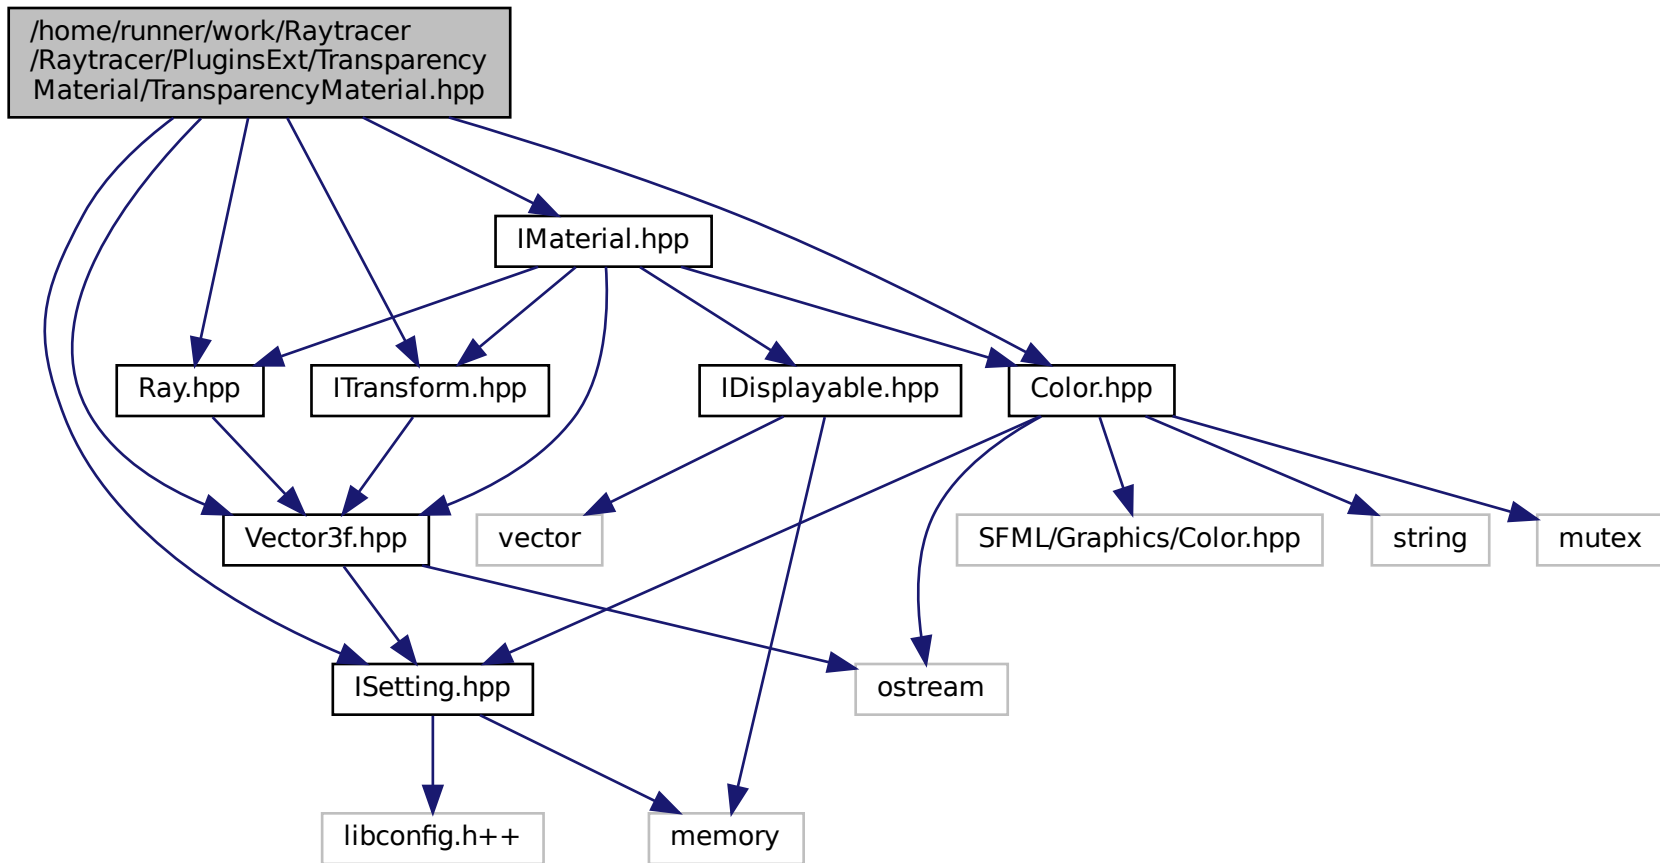 /home/runner/work/Raytracer
/Raytracer/PluginsExt/Transparency
Material/TransparencyMaterial.hpp
IMaterial.hpp
Ray.hpp
ITransform.hpp
IDisplayable.hpp
Color.hpp
Vector3f.hpp
vector
SFML/Graphics/Color.hpp
string
mutex
ISetting.hpp
ostream
libconfig.h++
memory